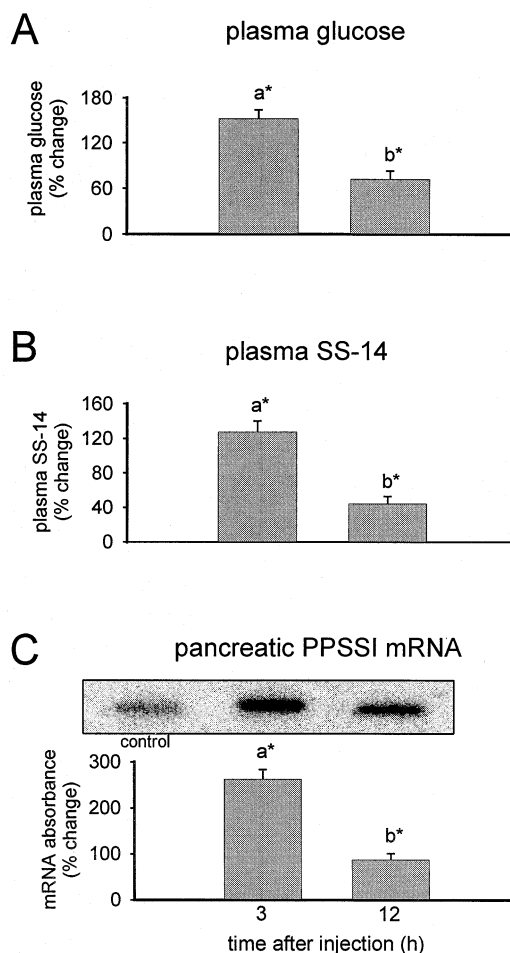 A
plasma glucose
plasma glucose
(% change)
180
120
60
0
a*
b*
B
plasma SS-14
plasma SS-14
(% change)
160
120
80
40
0
a*
b*
C
pancreatic PPSSI mRNA
control
mRNA absorbance
(% change)
300
200
100
0
a*
b*
3
12
time after injection (h)